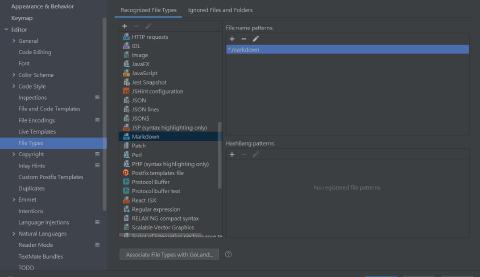 Appearance & Behavior
Keymap
Editor
General
Code Editing
Font
Color Scheme
Code Style
Inspections
File and Code Templates
File Encodings
Live Templates
File Types
Copyright
Inlay Hints
Custom Postfix Templates
Duplicates
Emmet
Intentions
Language Injections
Natural Languages
Reader Mode
TextMate Bundles
TODO
Recognized File Types
Ignored Files and Folders
HTTP requests
IDL
Image
JavaFX
JavaScript
Jest Snapshot
JSHint configuration
JSON
JSON lines
JSON5
JSP (syntax highlighting only)
Markdown
Patch
Perl
PHP (syntax highlighting only)
Postfix templates file
Protocol Buffer
Protocol buffer text
React JSX
Regular expression
RELAX NG compact syntax
Scalable Vector Graphics
Associate File Types with GoLand...
File name patterns
*.markdown
HashBang patterns
No registered file patterns